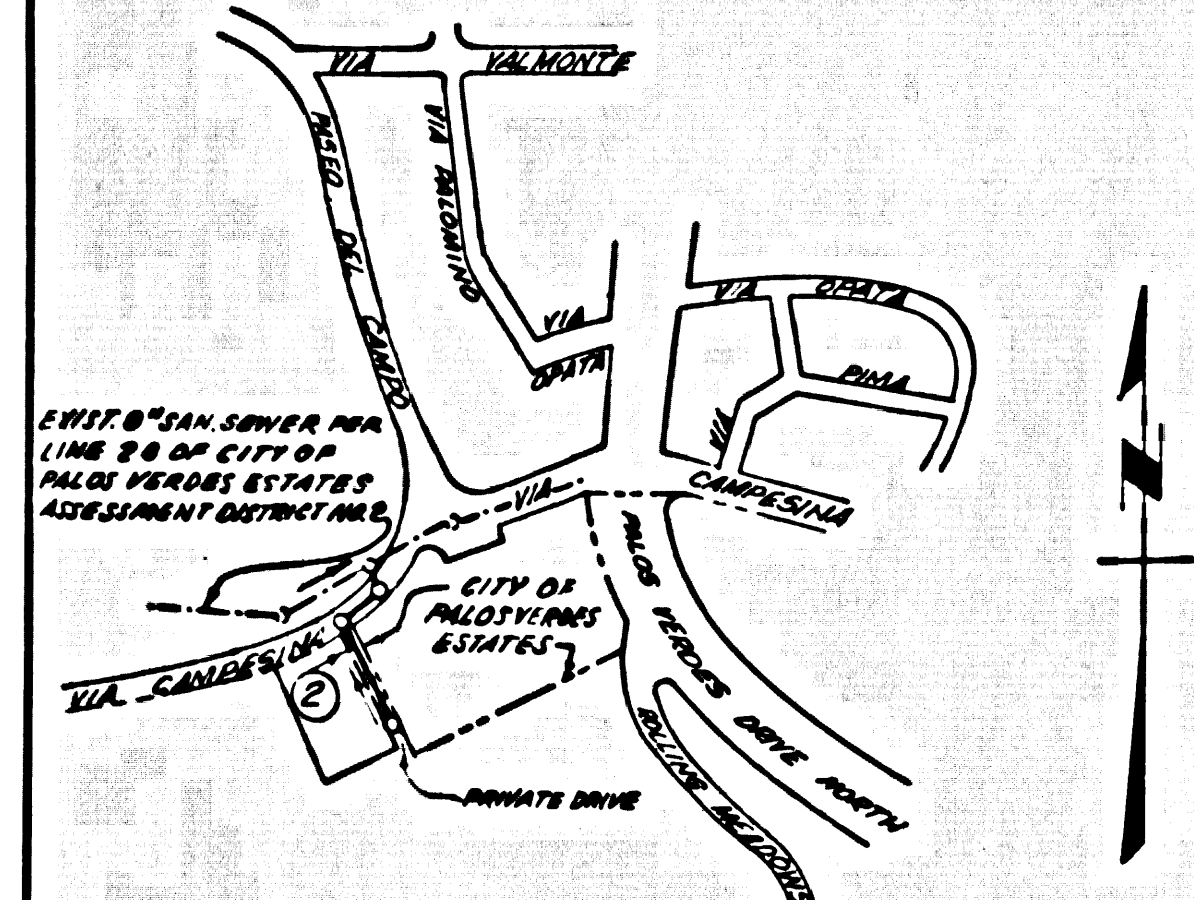 VIA VALMONTE
PASEO DEL CAMPO
VIA PALOMINO
VIA
OPATA
VIA OPATA
PIMA
VIA
EXIST. 8" SAN. SEWER PER
LINE 28 OF CITY OF
PALOS VERDES ESTATES
ASSESSMENT DISTRICT NO. 2
VIA
CAMPESINA
N
CITY OF
PALOS VERDES
ESTATES
PALOS VERDES DRIVE NORTH
VIA CAMPESINA
2
ROLLING MEADOWS
PRIVATE DRIVE